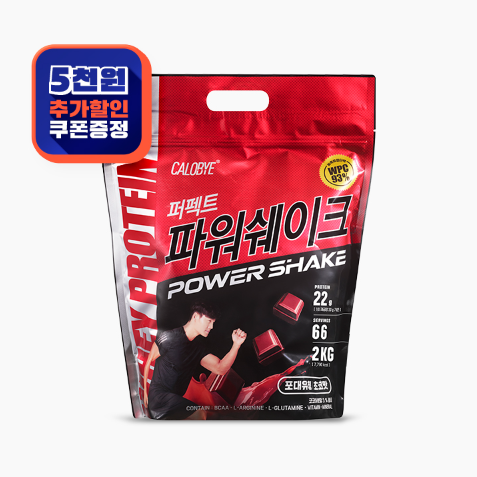 5천원
추가할인
쿠폰증정
CALOBYE
WPC
93%
퍼펙트
파워쉐이크
POWER SHAKE
WHEY PROTEIN
PROTEIN
22g
SERVINGS
66
2KG
포대유청 초코맛
CONTAIN : BCAA · L-ARGININE · L-GLUTAMINE · VITAMIN · MINERAL